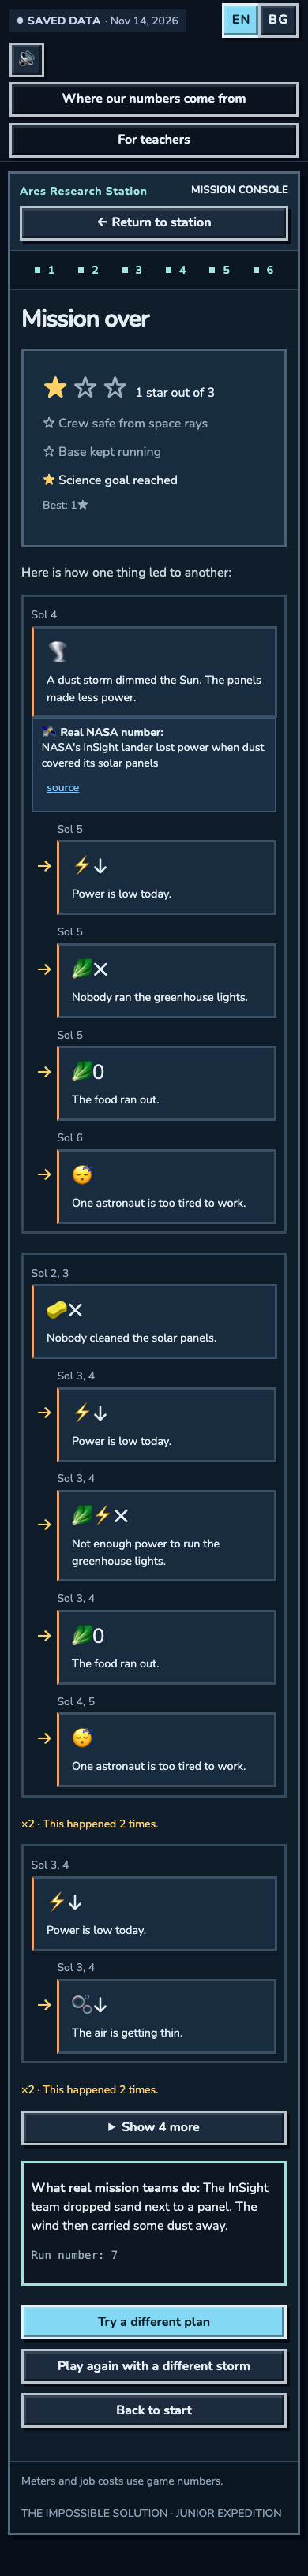 SAVED DATA · Nov 14, 2026
EN BG
Where our numbers come from
For teachers
Ares Research Station
MISSION CONSOLE
← Return to station
1 2 3 4 5 6
Mission over
1 star out of 3
Crew safe from space rays
Base kept running
Science goal reached
Best: 1★
Here is how one thing led to another:
Sol 4
A dust storm dimmed the Sun. The panels
made less power.
Real NASA number:
NASA's InSight lander lost power when dust
covered its solar panels
source
Sol 5
Power is low today.
Sol 5
Nobody ran the greenhouse lights.
Sol 5
0
The food ran out.
Sol 6
One astronaut is too tired to work.
Sol 2, 3
Nobody cleaned the solar panels.
Sol 3, 4
Power is low today.
Sol 3, 4
Not enough power to run the
greenhouse lights.
Sol 3, 4
0
The food ran out.
Sol 4, 5
One astronaut is too tired to work.
×2 · This happened 2 times.
Sol 3, 4
Power is low today.
Sol 3, 4
The air is getting thin.
×2 · This happened 2 times.
▶ Show 4 more
What real mission teams do: The InSight
team dropped sand next to a panel. The
wind then carried some dust away.
Run number: 7
Try a different plan
Play again with a different storm
Back to start
Meters and job costs use game numbers.
THE IMPOSSIBLE SOLUTION · JUNIOR EXPEDITION